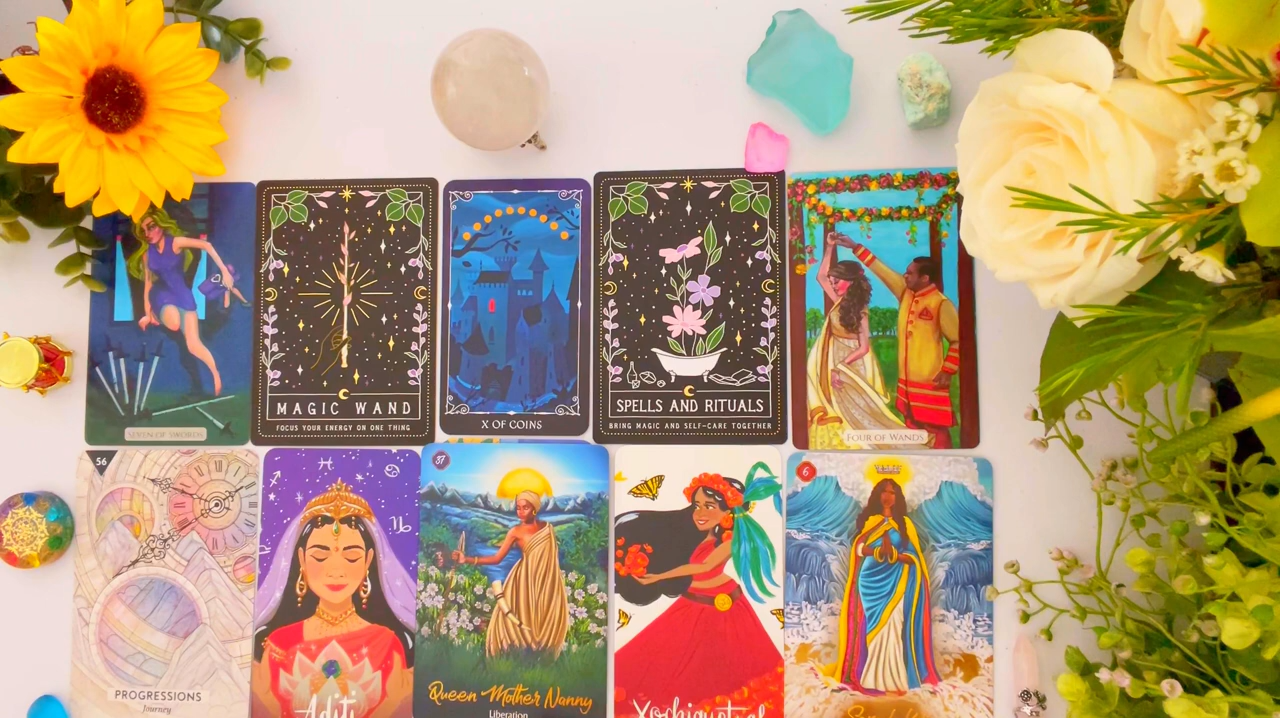 SEVEN OF SWORDS
MAGIC WAND
FOCUS YOUR ENERGY ON ONE THING
X OF COINS
SPELLS AND RITUALS
BRING MAGIC AND SELF-CARE TOGETHER
FOUR OF WANDS
56
PROGRESSIONS
Journey
Aditi
37
Queen Mother Nanny
Liberation
Xochiquetzal
6